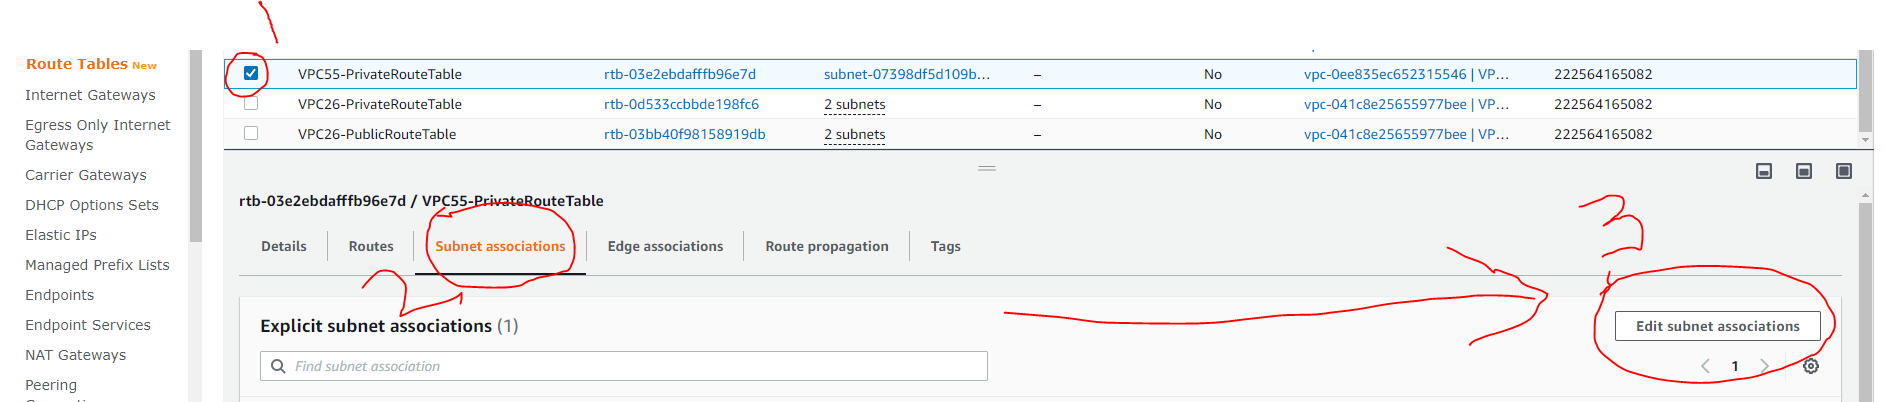 1
Route Tables New
Internet Gateways
Egress Only Internet
Gateways
Carrier Gateways
DHCP Options Sets
Elastic IPs
Managed Prefix Lists
Endpoints
Endpoint Services
NAT Gateways
Peering
VPC55-PrivateRouteTable rtb-03e2ebdafffb96e7d subnet-07398df5d109b... – No vpc-0ee835ec652315546 | VP... 222564165082
VPC26-PrivateRouteTable rtb-0d533ccbbde198fc6 2 subnets – No vpc-041c8e25655977bee | VP... 222564165082
VPC26-PublicRouteTable rtb-03bb40f98158919db 2 subnets – No vpc-041c8e25655977bee | VP... 222564165082
rtb-03e2ebdafffb96e7d / VPC55-PrivateRouteTable
3
Details Routes Subnet associations Edge associations Route propagation Tags
2
Explicit subnet associations (1) Edit subnet associations
Find subnet association 1